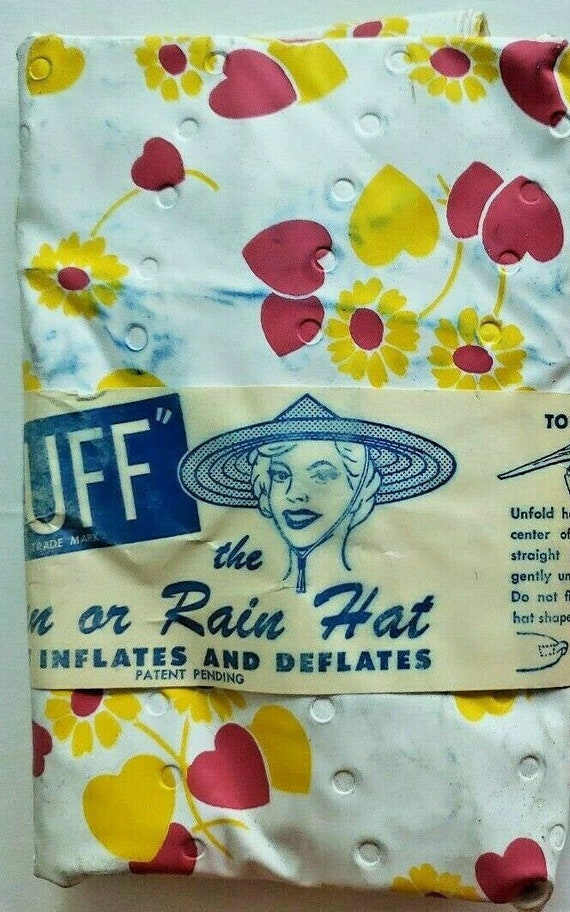 UFF"
TRADE MARK
the
n or Rain Hat
INFLATES AND DEFLATES
PATENT PENDING
TO
Unfold h
center of
straight
gently un
Do not fi
hat shape